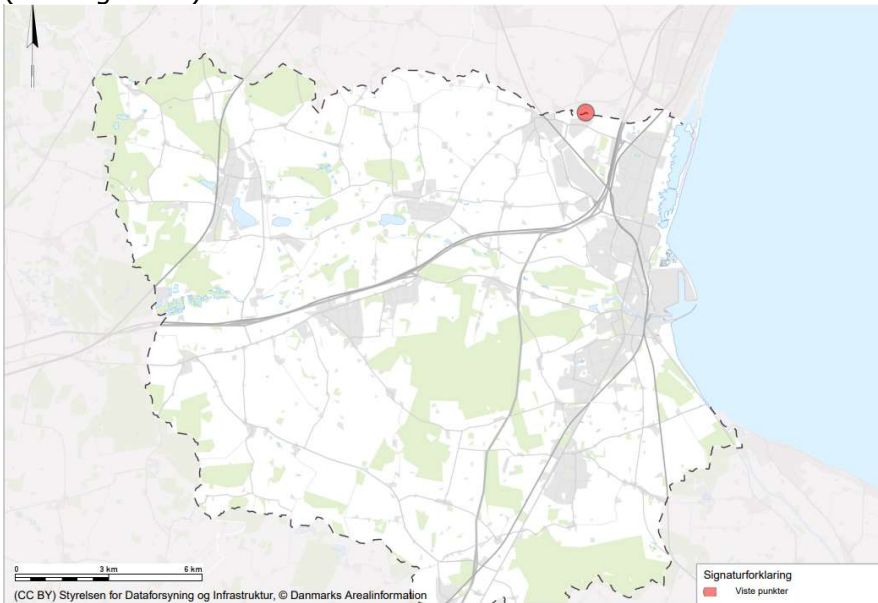 0 3 km 6 km
(CC BY) Styrelsen for Dataforsyning og Infrastruktur, © Danmarks Arealinformation
Signaturforklaring
Viste punkter